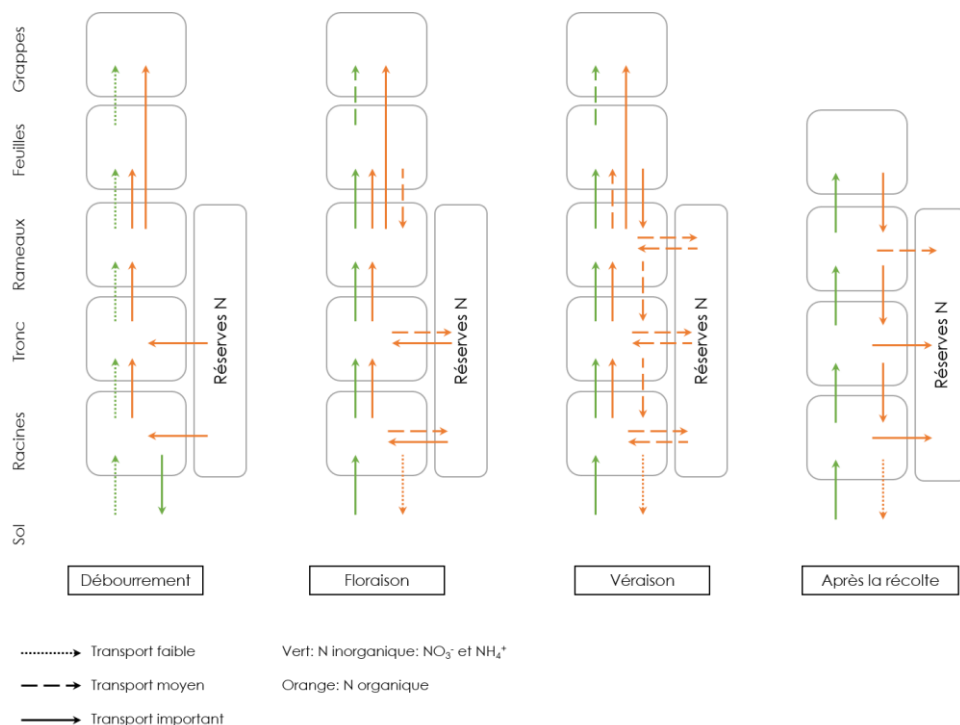 Grappes
Feuilles
Rameaux
Tronc
Racines
Sol
Réserves N
Réserves N
Réserves N
Réserves N
Débourrement
Floraison
Véraison
Après la récolte
Transport faible
Vert: N inorganique: NO₃⁻ et NH₄⁺
Transport moyen
Orange: N organique
Transport important